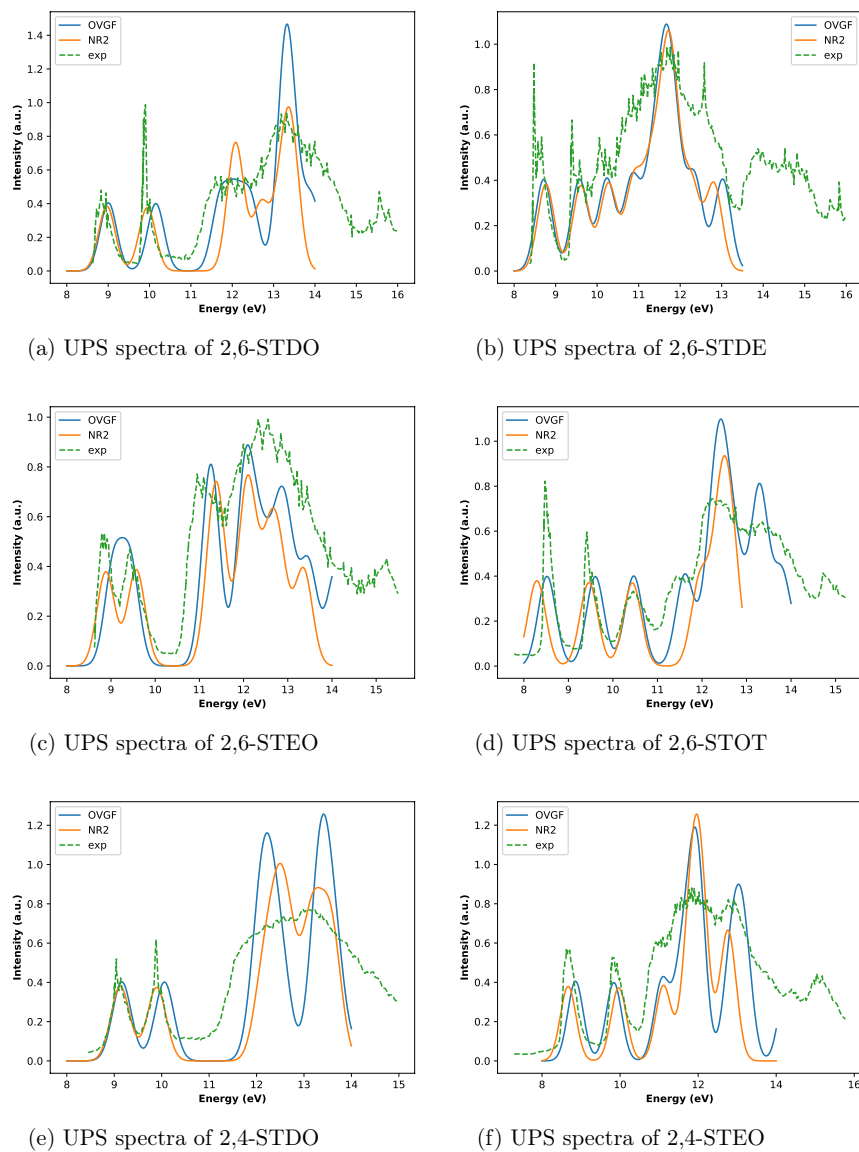 OVGF
NR2
exp
Intensity (a.u.)
1.4
1.2
1.0
0.8
0.6
0.4
0.2
0.0
8 9 10 11 12 13 14 15 16
Energy (eV)
(a) UPS spectra of 2,6-STDO
OVGF
NR2
exp
Intensity (a.u.)
1.0
0.8
0.6
0.4
0.2
0.0
8 9 10 11 12 13 14 15 16
Energy (eV)
(b) UPS spectra of 2,6-STDE
OVGF
NR2
exp
Intensity (a.u.)
1.0
0.8
0.6
0.4
0.2
0.0
8 9 10 11 12 13 14 15
Energy (eV)
(c) UPS spectra of 2,6-STEO
OVGF
NR2
exp
Intensity (a.u.)
1.0
0.8
0.6
0.4
0.2
0.0
8 9 10 11 12 13 14 15
Energy (eV)
(d) UPS spectra of 2,6-STOT
OVGF
NR2
exp
Intensity (a.u.)
1.2
1.0
0.8
0.6
0.4
0.2
0.0
8 9 10 11 12 13 14 15
Energy (eV)
(e) UPS spectra of 2,4-STDO
OVGF
NR2
exp
Intensity (a.u.)
1.2
1.0
0.8
0.6
0.4
0.2
0.0
8 10 12 14 16
Energy (eV)
(f) UPS spectra of 2,4-STEO